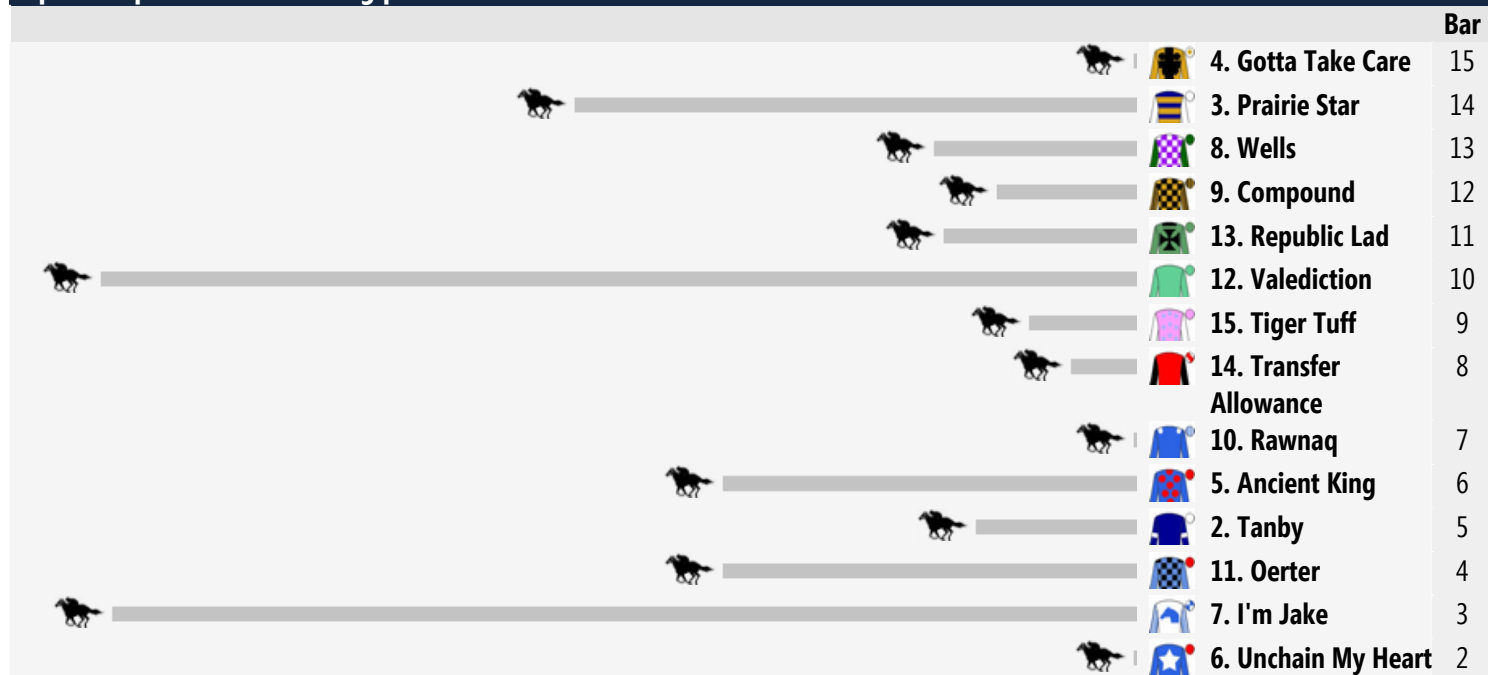 Bar
4. Gotta Take Care 15
3. Prairie Star 14
8. Wells 13
9. Compound 12
13. Republic Lad 11
12. Valediction 10
15. Tiger Tuff 9
14. Transfer 8
Allowance
10. Rawnaq 7
5. Ancient King 6
2. Tanby 5
11. Oerter 4
7. I'm Jake 3
6. Unchain My Heart 2